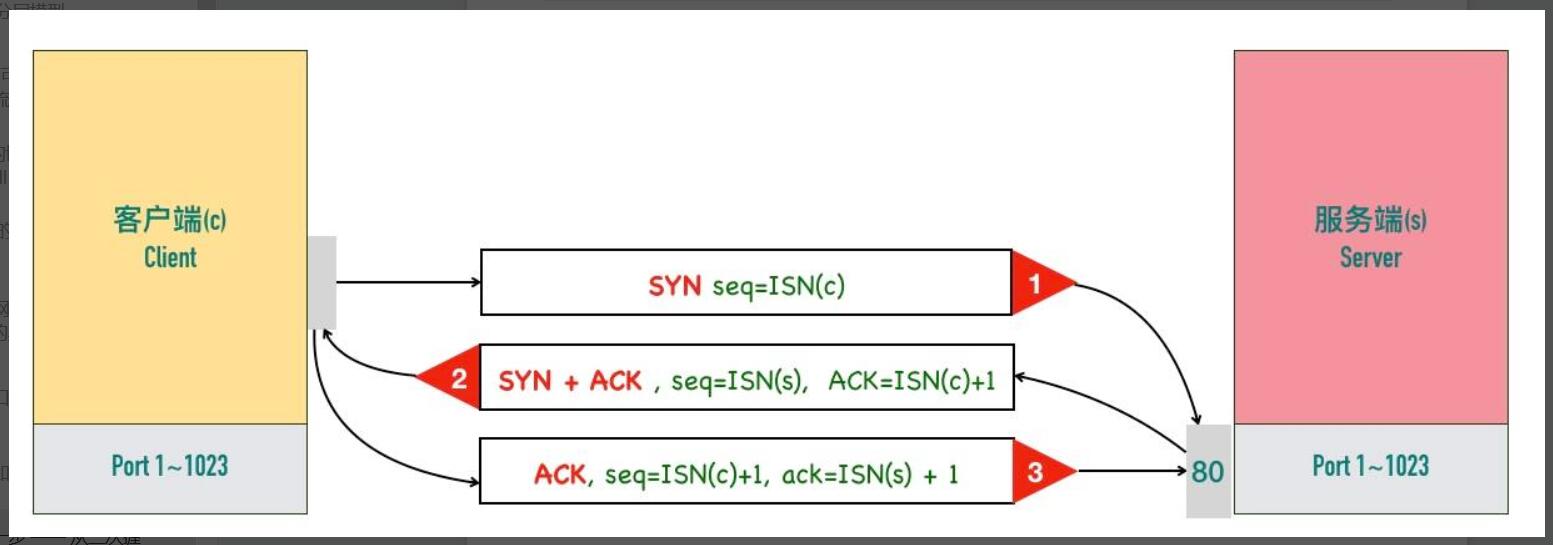 客户端(c)
Client
Port 1~1023
SYN seq=ISN(c)
1
2
SYN + ACK , seq=ISN(s), ACK=ISN(c)+1
ACK, seq=ISN(c)+1, ack=ISN(s) + 1
3
80
服务端(s)
Server
Port 1~1023